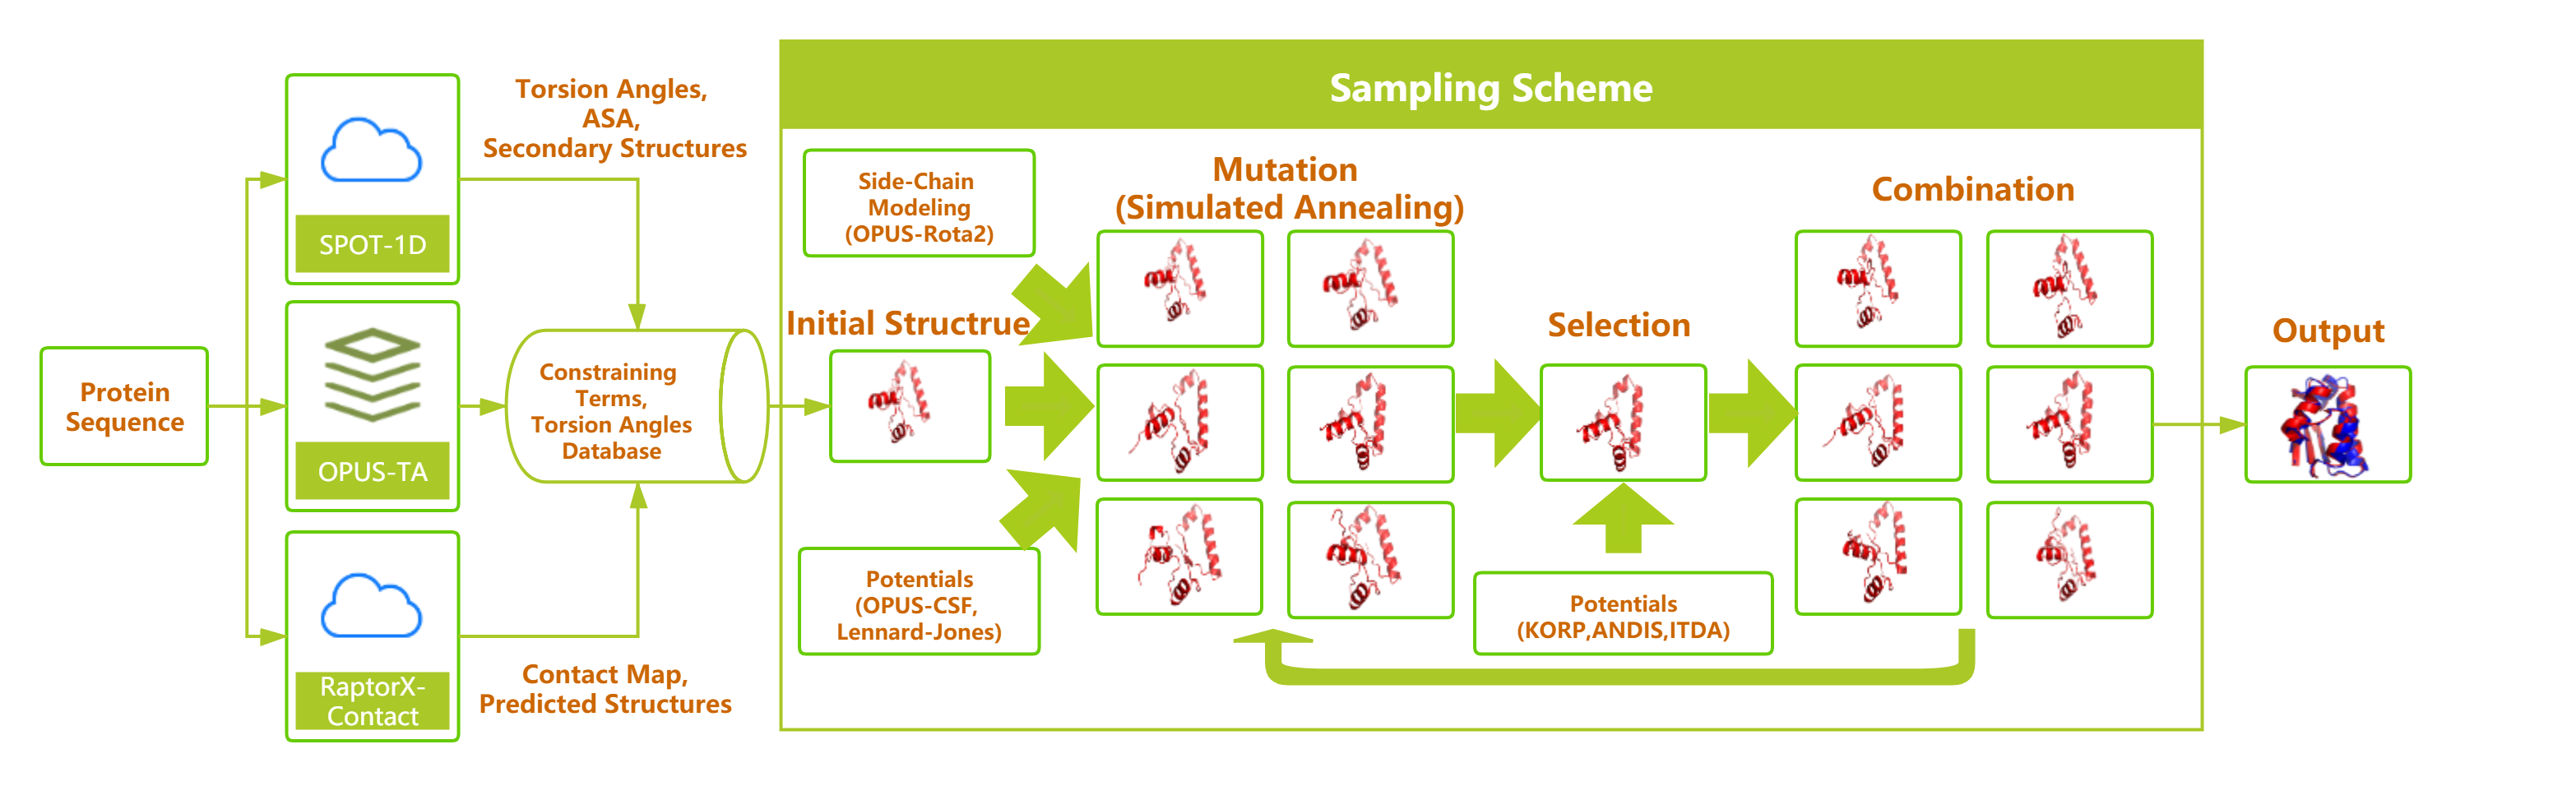 Protein
Sequence
SPOT-1D
OPUS-TA
RaptorX-
Contact
Torsion Angles,
ASA,
Secondary Structures
Constraining
Terms,
Torsion Angles
Database
Contact Map,
Predicted Structures
Sampling Scheme
Side-Chain
Modeling
(OPUS-Rota2)
Initial Structrue
Potentials
(OPUS-CSF,
Lennard-Jones)
Mutation
(Simulated Annealing)
Selection
Potentials
(KORP,ANDIS,ITDA)
Combination
Output